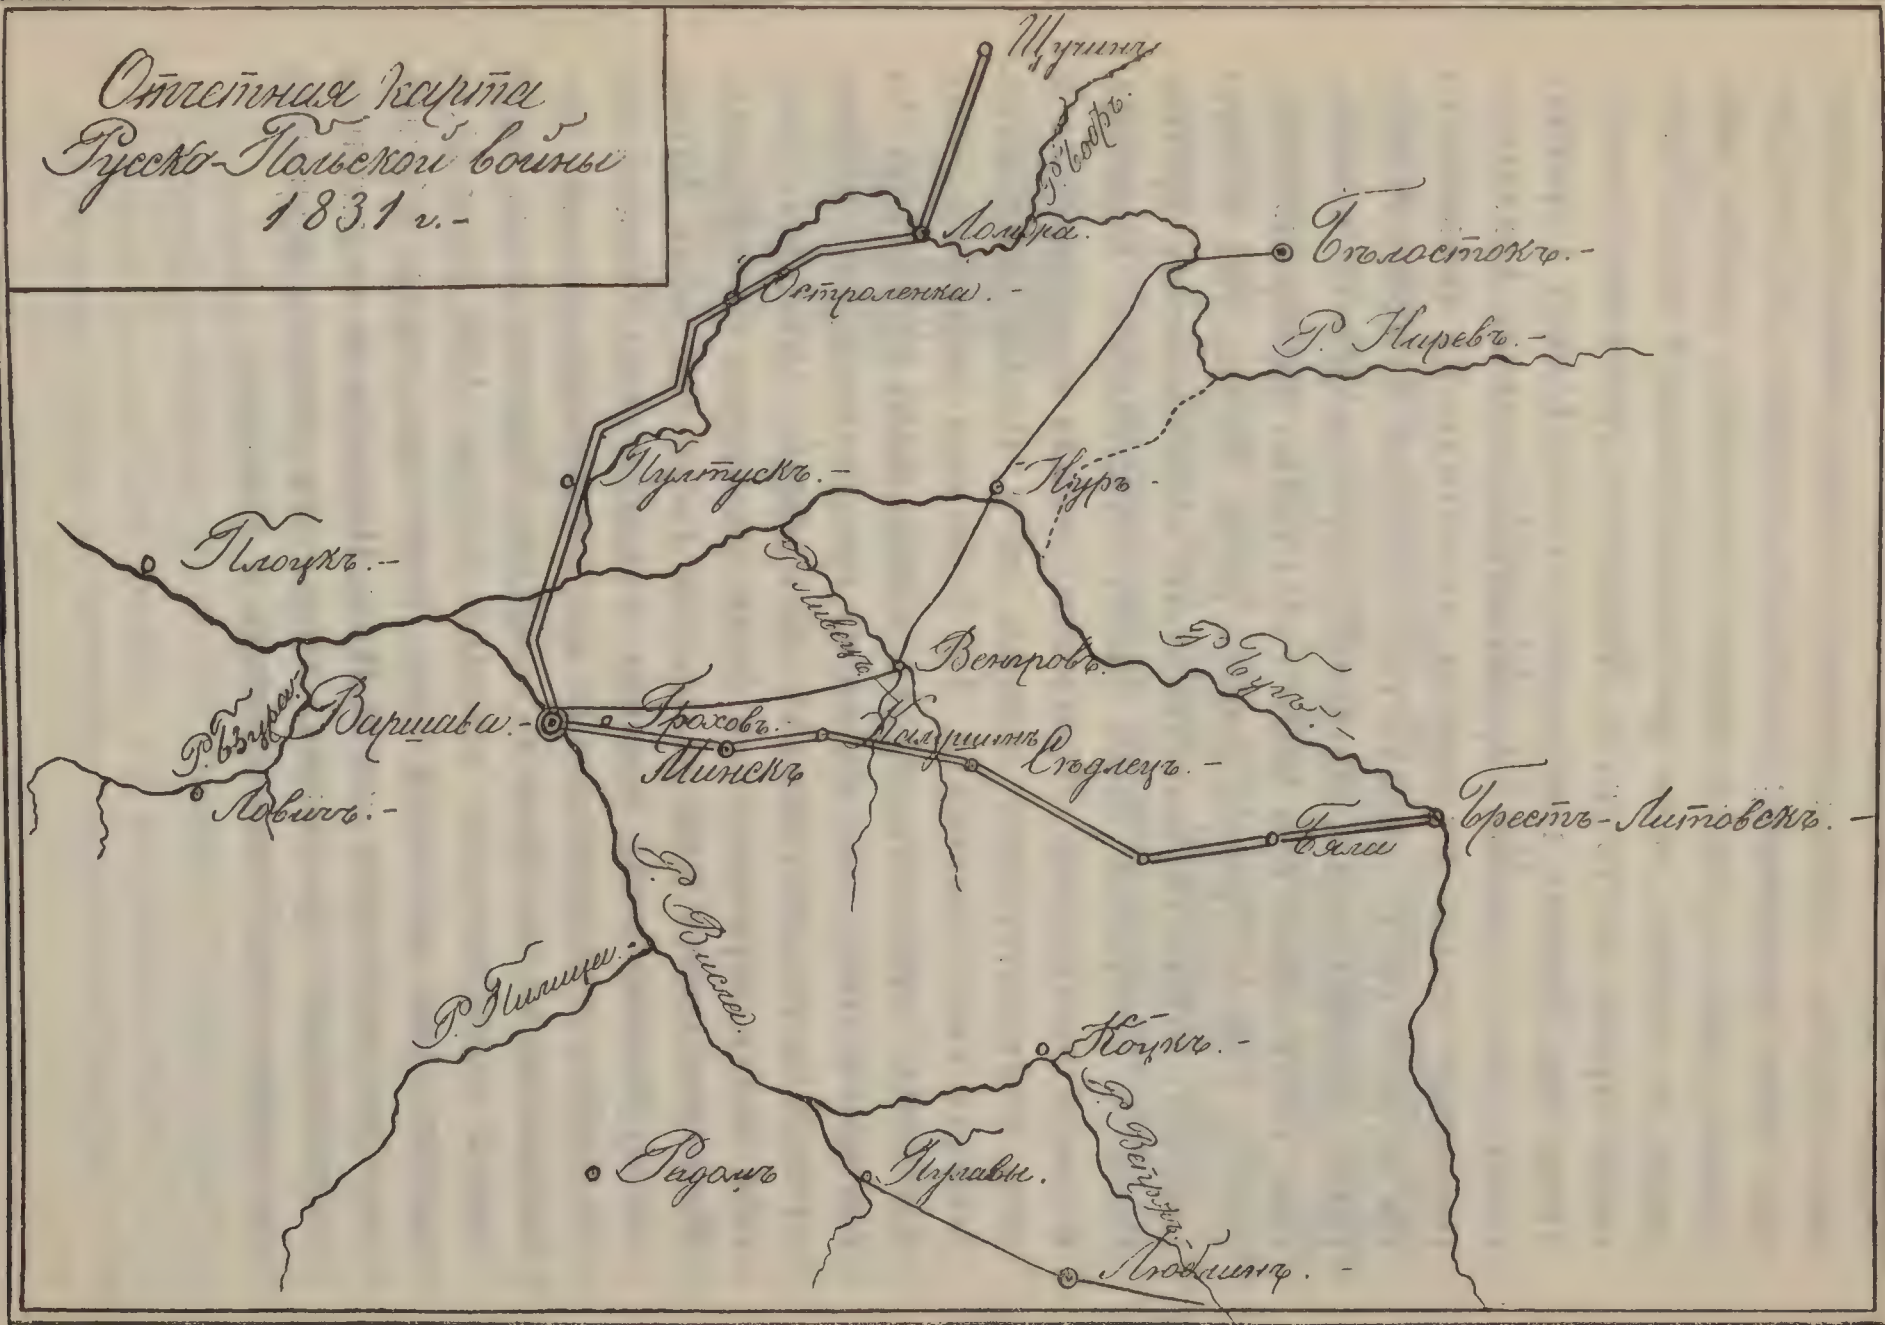 Отчетная карта
Русско-Польской войны
1831 г.-
Щучинъ
Р. Бобръ.
Ломжа.
Бѣлостокъ.-
Остроленка.-
Р. Наревъ.-
Пултускъ.-
Нуръ-
Плоцкъ.-
Р. Ливецъ
Венгровъ.
Р. Бугъ.-
Р. Бзура.
Варшава.-
Гроховъ.
Калушинъ
Минскъ
Сѣдлецъ.-
Ловичъ.-
Бяла
Брестъ-Литовскъ.-
Р. Висла.
Р. Пилица.-
Коцкъ.-
Р. Вепржъ.-
Радомъ
Пулавы.
Люблинъ.-